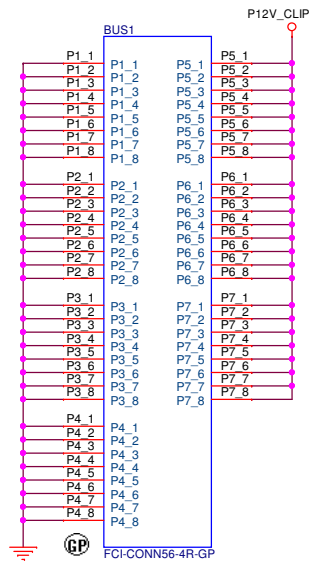 P12V_CLIP
BUS1
P1_1 P1_1 P5_1 P5_1
P1_2 P1_2 P5_2 P5_2
P1_3 P1_3 P5_3 P5_3
P1_4 P1_4 P5_4 P5_4
P1_5 P1_5 P5_5 P5_5
P1_6 P1_6 P5_6 P5_6
P1_7 P1_7 P5_7 P5_7
P1_8 P1_8 P5_8 P5_8
P2_1 P2_1 P6_1 P6_1
P2_2 P2_2 P6_2 P6_2
P2_3 P2_3 P6_3 P6_3
P2_4 P2_4 P6_4 P6_4
P2_5 P2_5 P6_5 P6_5
P2_6 P2_6 P6_6 P6_6
P2_7 P2_7 P6_7 P6_7
P2_8 P2_8 P6_8 P6_8
P3_1 P3_1 P7_1 P7_1
P3_2 P3_2 P7_2 P7_2
P3_3 P3_3 P7_3 P7_3
P3_4 P3_4 P7_4 P7_4
P3_5 P3_5 P7_5 P7_5
P3_6 P3_6 P7_6 P7_6
P3_7 P3_7 P7_7 P7_7
P3_8 P3_8 P7_8 P7_8
P4_1 P4_1
P4_2 P4_2
P4_3 P4_3
P4_4 P4_4
P4_5 P4_5
P4_6 P4_6
P4_7 P4_7
P4_8 P4_8
GP
FCI-CONN56-4R-GP